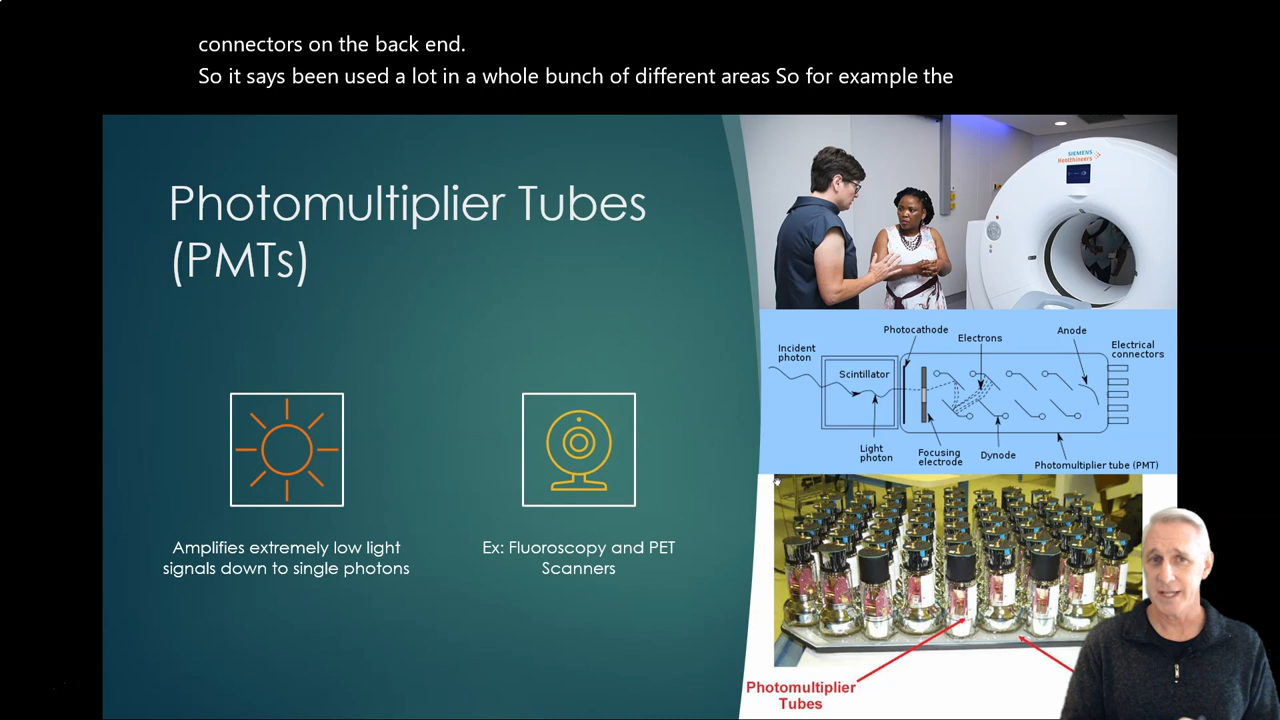 connectors on the back end.
So it says been used a lot in a whole bunch of different areas So for example the
Photomultiplier Tubes
(PMTs)
Amplifies extremely low light
signals down to single photons
Ex: Fluoroscopy and PET
Scanners
SIEMENS
Healthineers
Photocathode
Electrons
Anode
Incident
photon
Electrical
connectors
Scintillator
Light
photon
Focusing
electrode
Dynode
Photomultiplier tube (PMT)
Photomultiplier
Tubes